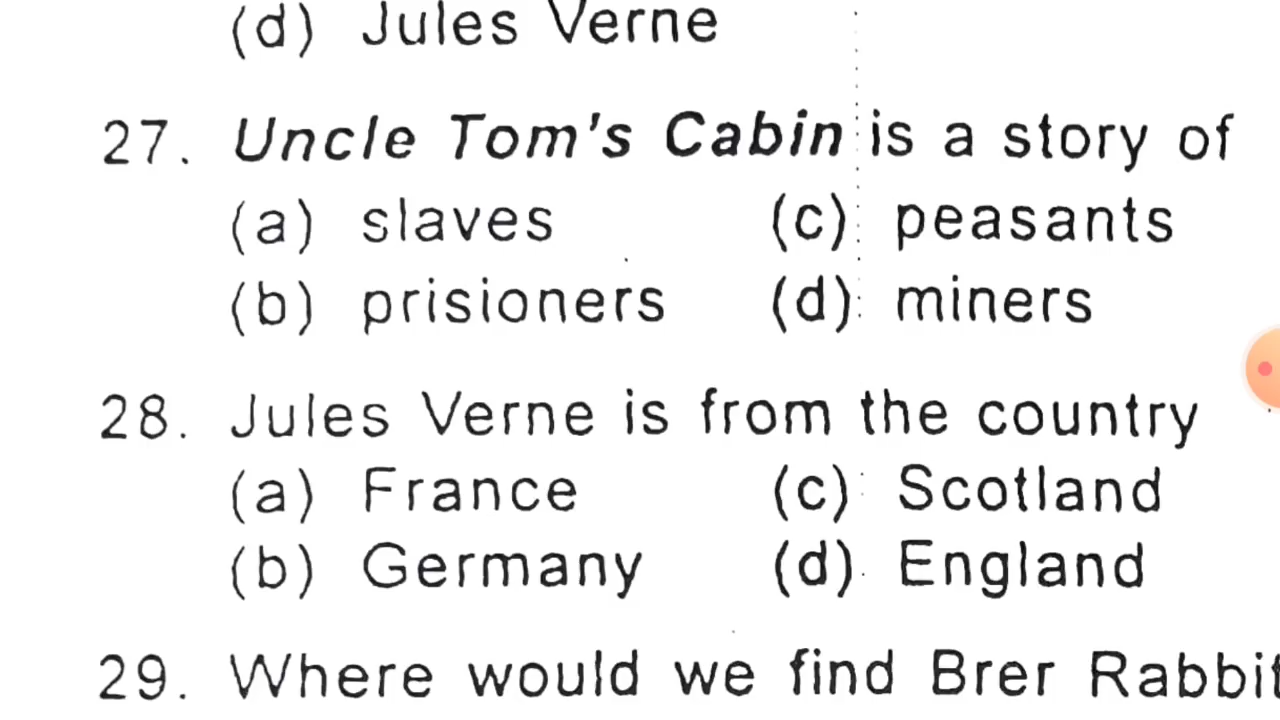 (d) Jules Verne
27. Uncle Tom's Cabin is a story of
(a) slaves (c) peasants
(b) prisioners (d) miners
28. Jules Verne is from the country
(a) France (c) Scotland
(b) Germany (d) England
29. Where would we find Brer Rabbit